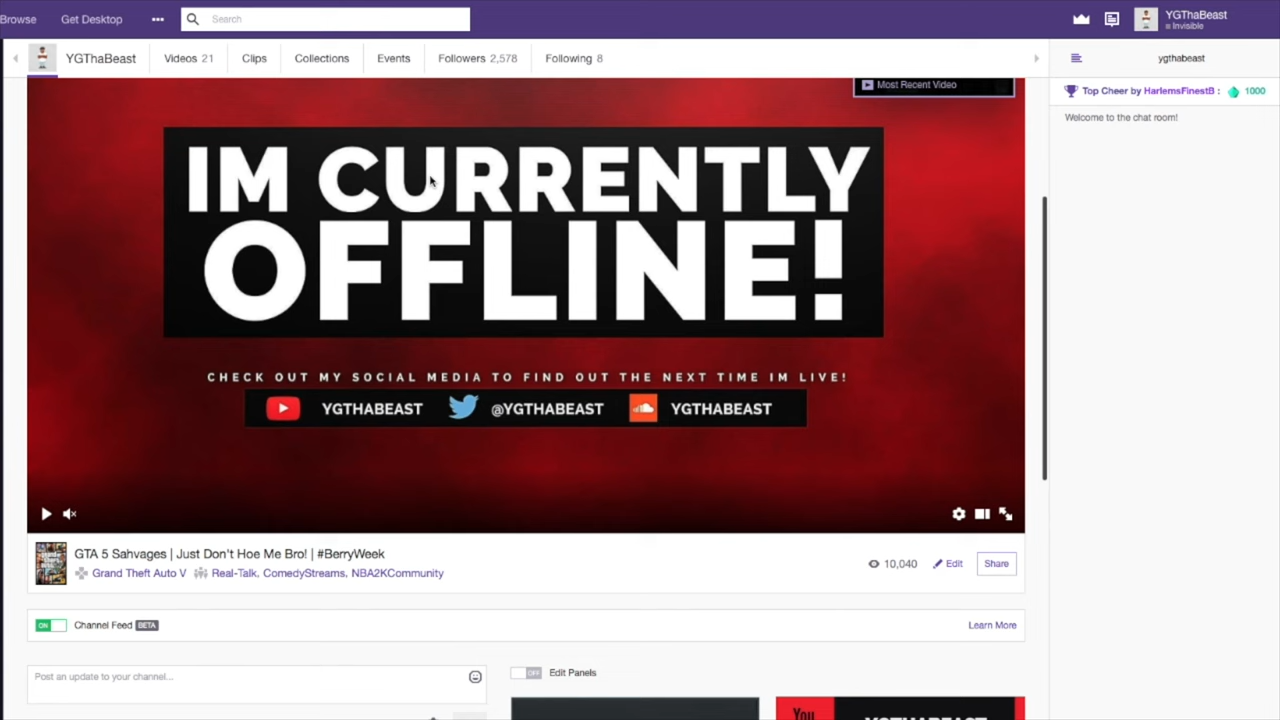 Browse Get Desktop ••• Search YGThaBeast
Invisible
YGThaBeast Videos 21 Clips Collections Events Followers 2,578 Following 8 ygthabeast
Most Recent Video
Top Cheer by HarlemsFinestB : 1000
Welcome to the chat room!
IM CURRENTLY
OFFLINE!
CHECK OUT MY SOCIAL MEDIA TO FIND OUT THE NEXT TIME IM LIVE!
YGTHABEAST @YGTHABEAST YGTHABEAST
GTA 5 Sahvages | Just Don't Hoe Me Bro! | #BerryWeek
Grand Theft Auto V Real-Talk, ComedyStreams, NBA2KCommunity
10,040 Edit Share
ON Channel Feed BETA Learn More
Post an update to your channel...
OFF Edit Panels
You YGTHABEAST